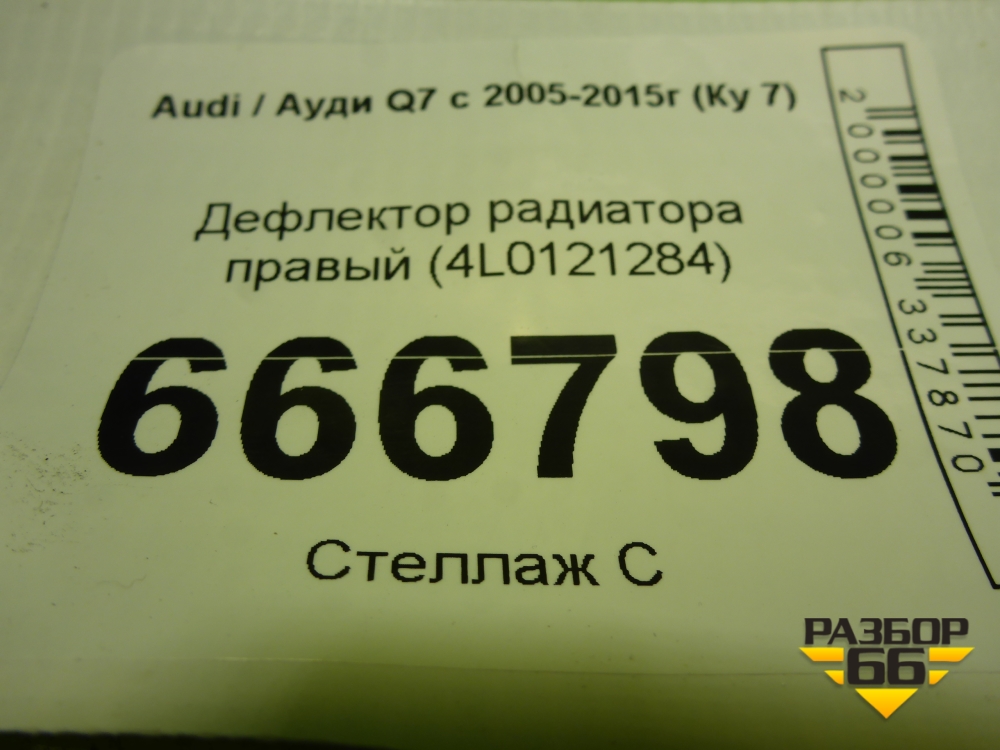 Audi / Ауди Q7 с 2005-2015г (Ку 7)
Дефлектор радиатора
правый (4L0121284)
666798
Стеллаж С
2000006337870
РАЗБОР
66